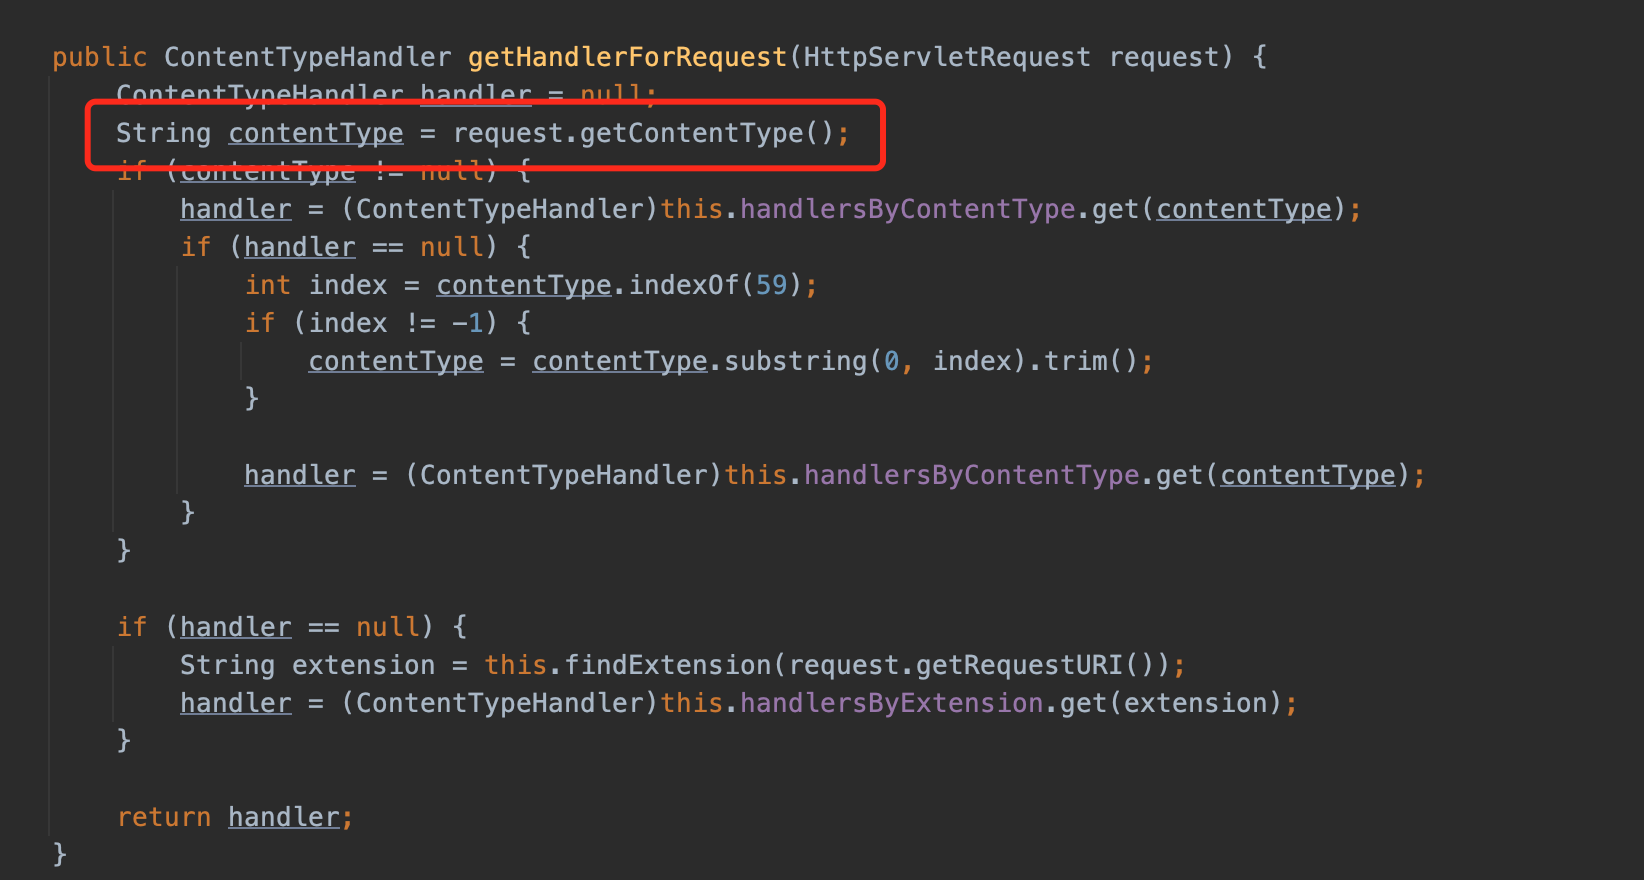 public ContentTypeHandler getHandlerForRequest(HttpServletRequest request) {
ContentTypeHandler handler = null;
String contentType = request.getContentType();
if (contentType != null) {
handler = (ContentTypeHandler)this.handlersByContentType.get(contentType);
if (handler == null) {
int index = contentType.indexOf(59);
if (index != -1) {
contentType = contentType.substring(0, index).trim();
}
handler = (ContentTypeHandler)this.handlersByContentType.get(contentType);
}
}
if (handler == null) {
String extension = this.findExtension(request.getRequestURI());
handler = (ContentTypeHandler)this.handlersByExtension.get(extension);
}
return handler;
}